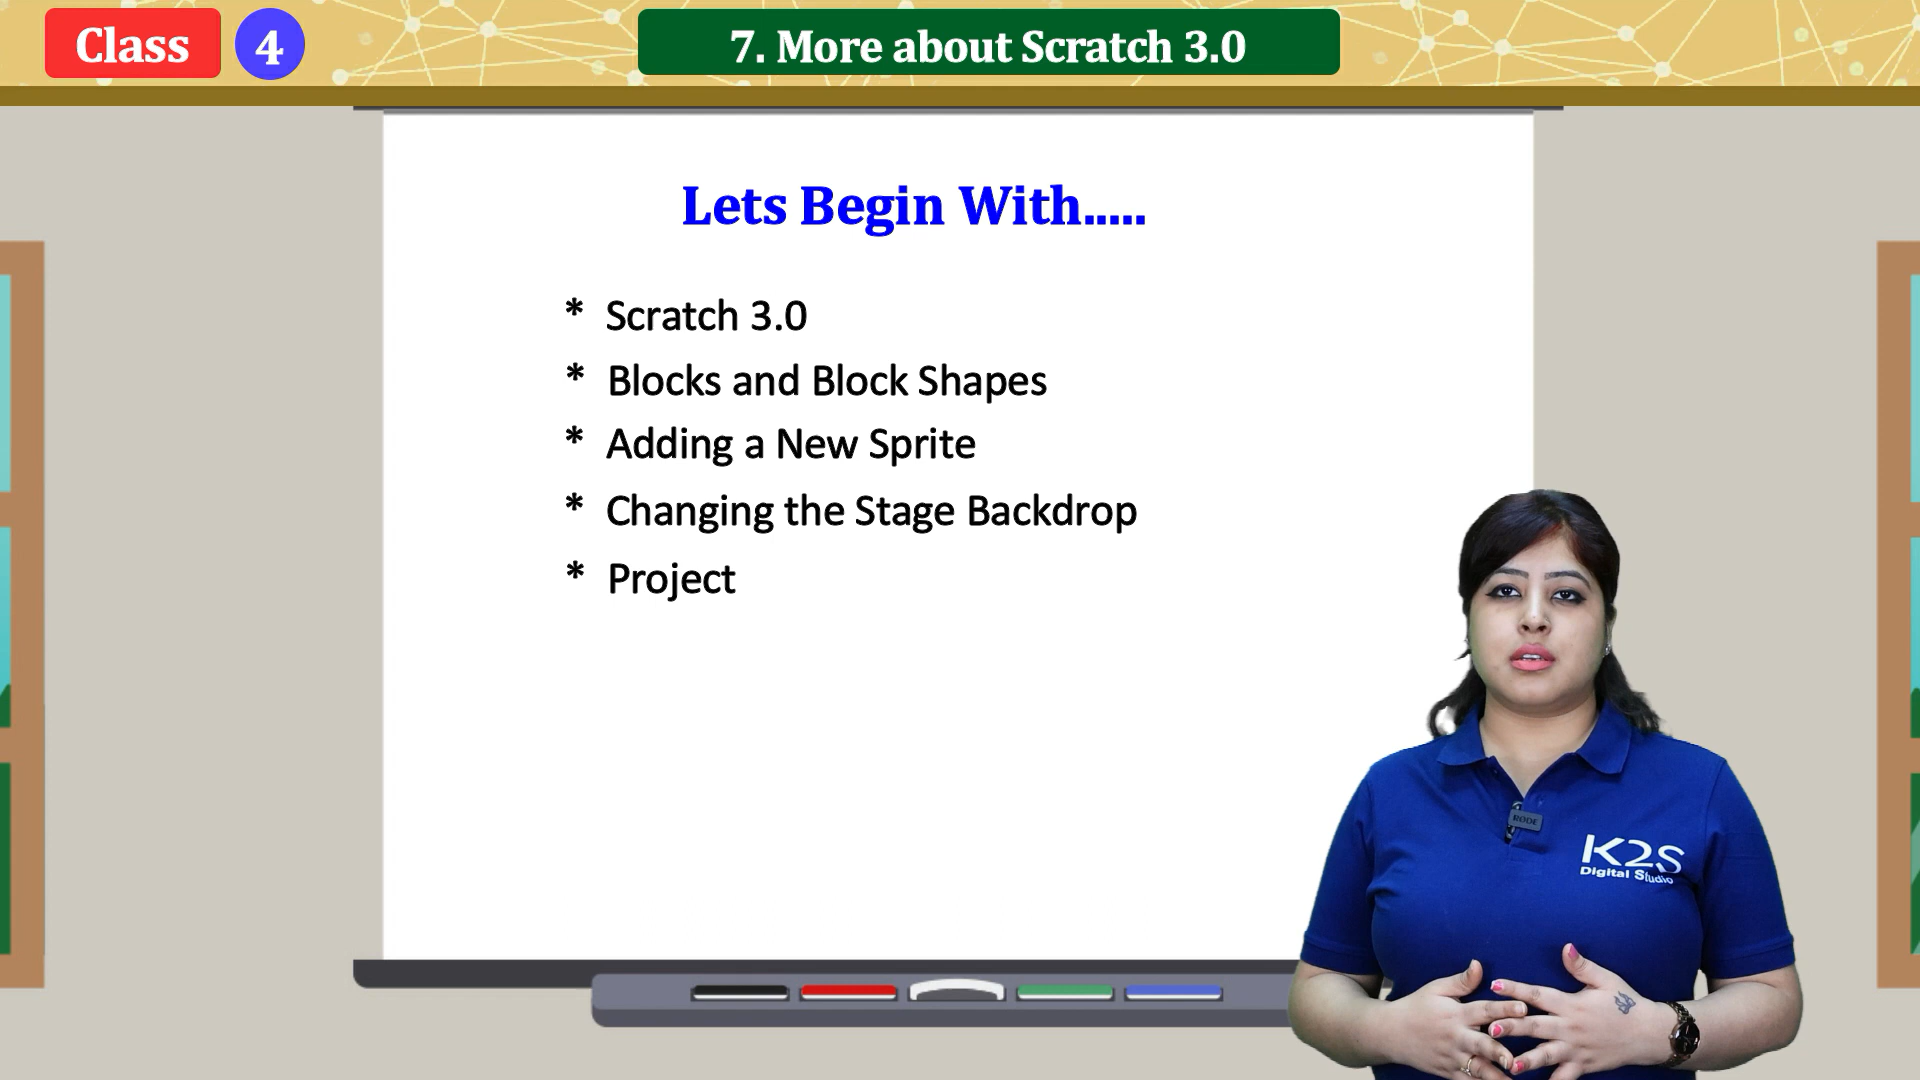 Class 4
7. More about Scratch 3.0
Lets Begin With.....
* Scratch 3.0
* Blocks and Block Shapes
* Adding a New Sprite
* Changing the Stage Backdrop
* Project
RØDE
K2S
Digital Studio